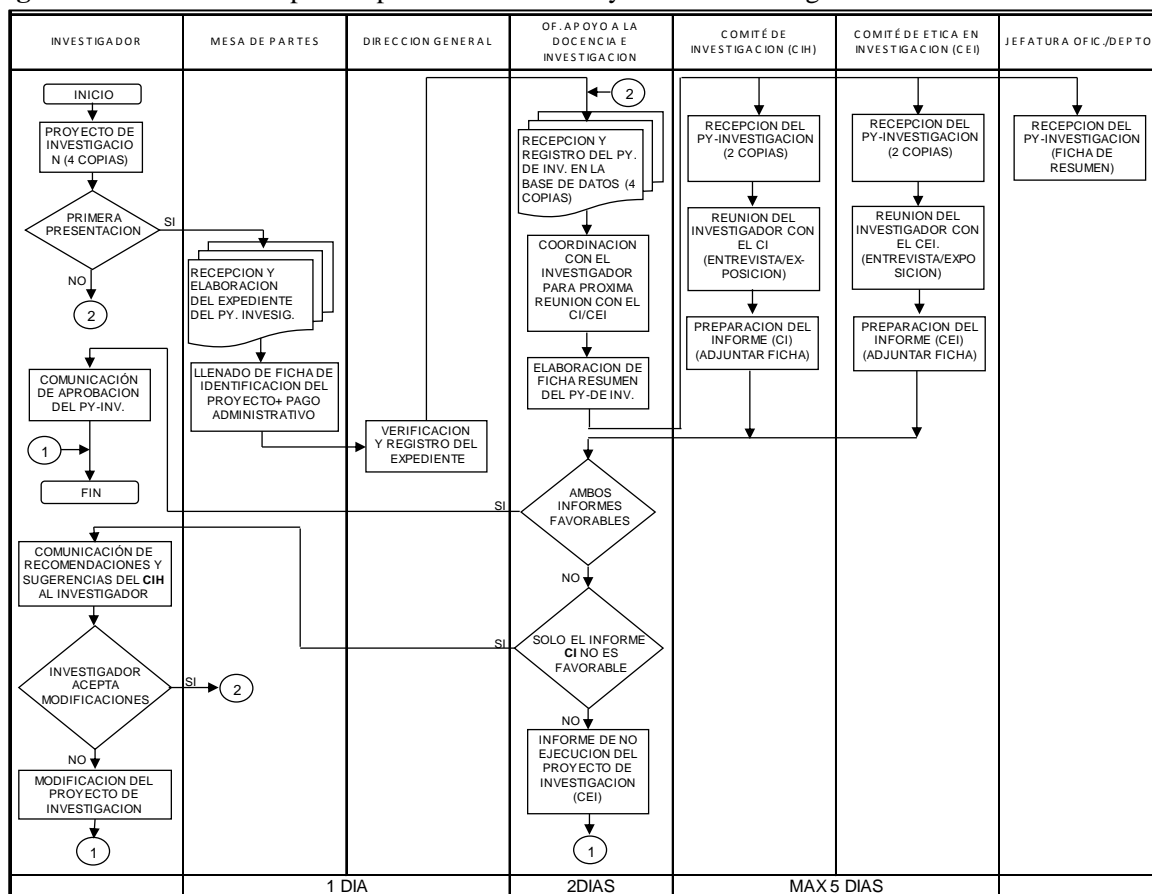 INVESTIGADOR
MESA DE PARTES
DIRECCION GENERAL
OF. APOYO A LA
DOCENCIA E
INVESTIGACION
COMITÉ DE
INVESTIGACION (CIH)
COMITÉ DE ETICA EN
INVESTIGACION (CEI)
JEFATURA OFIC./DEPTO
INICIO
PROYECTO DE
INVESTIGACIO
N (4 COPIAS)
PRIMERA
PRESENTACION
SI
NO
2
COMUNICACIÓN
DE APROBACION
DEL PY-INV.
1
FIN
COMUNICACIÓN DE
RECOMENDACIONES Y
SUGERENCIAS DEL CIH
AL INVESTIGADOR
INVESTIGADOR
ACEPTA
MODIFICACIONES
SI
2
NO
MODIFICACION DEL
PROYECTO DE
INVESTIGACION
1
RECEPCION Y
ELABORACION
DEL EXPEDIENTE
DEL PY. INVESIG.
LLENADO DE FICHA DE
IDENTIFICACION DEL
PROYECTO+ PAGO
ADMINISTRATIVO
VERIFICACION
Y REGISTRO DEL
EXPEDIENTE
2
RECEPCION Y
REGISTRO DEL PY.
DE INV. EN LA
BASE DE DATOS (4
COPIAS)
COORDINACION
CON EL
INVESTIGADOR
PARA PROXIMA
REUNION CON EL
CI/CEI
ELABORACION DE
FICHA RESUMEN
DEL PY-DE INV.
AMBOS
INFORMES
FAVORABLES
SI
NO
SOLO EL INFORME
CI NO ES
FAVORABLE
SI
NO
INFORME DE NO
EJECUCION DEL
PROYECTO DE
INVESTIGACION
(CEI)
1
RECEPCION DEL
PY-INVESTIGACION
(2 COPIAS)
REUNION DEL
INVESTIGADOR CON
EL CI
(ENTREVISTA/EX-
POSICION)
PREPARACION DEL
INFORME (CI)
(ADJUNTAR FICHA)
RECEPCION DEL
PY-INVESTIGACION
(2 COPIAS)
REUNION DEL
INVESTIGADOR CON
EL CEI.
(ENTREVISTA/EXPO
SICION)
PREPARACION DEL
INFORME (CEI)
(ADJUNTAR FICHA)
RECEPCION DEL
PY-INVESTIGACION
(FICHA DE
RESUMEN)
1 DIA
2DIAS
MAX 5 DIAS